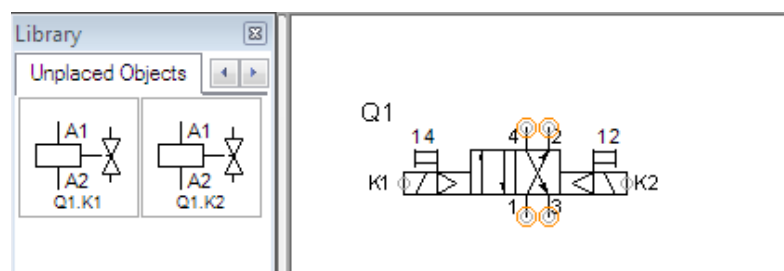 Library
Unplaced Objects
A1
A2
Q1.K1
A1
A2
Q1.K2
Q1
14
4
2
12
K1
K2
1
3